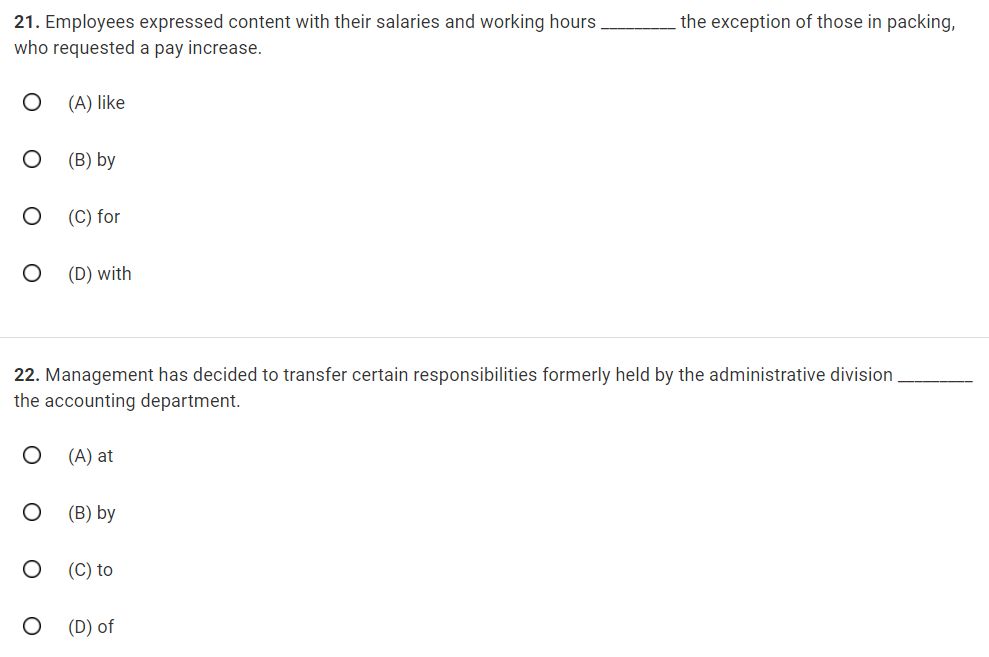 21. Employees expressed content with their salaries and working hours _________ the exception of those in packing,
who requested a pay increase.
(A) like
(B) by
(C) for
(D) with
22. Management has decided to transfer certain responsibilities formerly held by the administrative division _________
the accounting department.
(A) at
(B) by
(C) to
(D) of